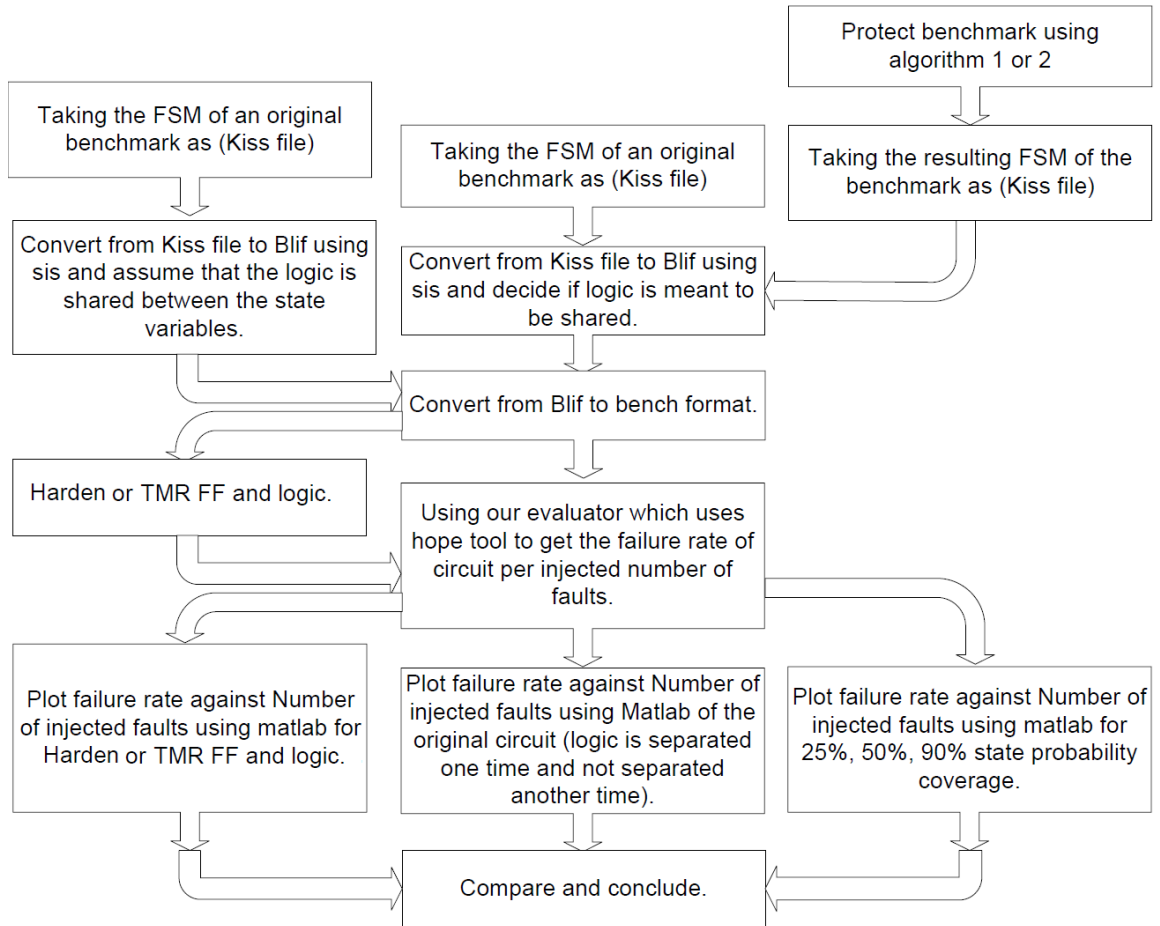 Protect benchmark using
algorithm 1 or 2
Taking the FSM of an original
benchmark as (Kiss file)
Taking the FSM of an original
benchmark as (Kiss file)
Taking the resulting FSM of the
benchmark as (Kiss file)
Convert from Kiss file to Blif using
sis and assume that the logic is
shared between the state
variables.
Convert from Kiss file to Blif using
sis and decide if logic is meant to
be shared.
Convert from Blif to bench format.
Harden or TMR FF and logic.
Using our evaluator which uses
hope tool to get the failure rate of
circuit per injected number of
faults.
Plot failure rate against Number
of injected faults using matlab for
Harden or TMR FF and logic.
Plot failure rate against Number of
injected faults using Matlab of the
original circuit (logic is separated
one time and not separated
another time).
Plot failure rate against Number of
injected faults using matlab for
25%, 50%, 90% state probability
coverage.
Compare and conclude.